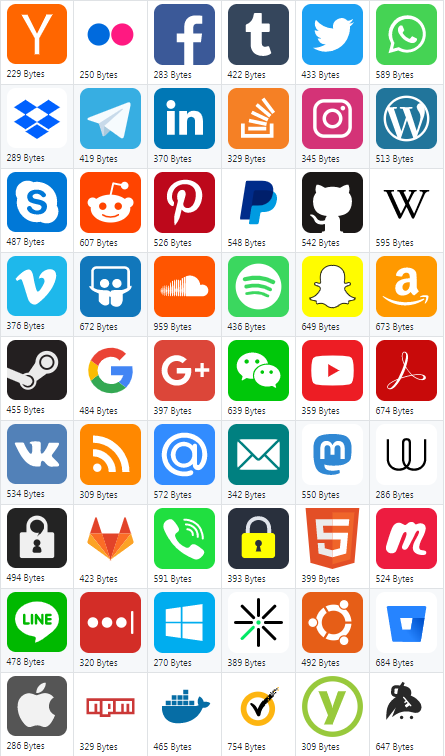 Y f t
229 Bytes 250 Bytes 283 Bytes 422 Bytes 433 Bytes 589 Bytes
in W
289 Bytes 419 Bytes 370 Bytes 329 Bytes 345 Bytes 513 Bytes
S P P W
487 Bytes 607 Bytes 526 Bytes 548 Bytes 542 Bytes 595 Bytes
v a
376 Bytes 672 Bytes 959 Bytes 436 Bytes 649 Bytes 673 Bytes
G G+
455 Bytes 484 Bytes 397 Bytes 639 Bytes 359 Bytes 674 Bytes
@ m
534 Bytes 309 Bytes 572 Bytes 342 Bytes 550 Bytes 286 Bytes
5 m
494 Bytes 423 Bytes 591 Bytes 393 Bytes 399 Bytes 524 Bytes
LINE
478 Bytes 320 Bytes 270 Bytes 389 Bytes 492 Bytes 684 Bytes
npm y
286 Bytes 329 Bytes 465 Bytes 754 Bytes 309 Bytes 647 Bytes